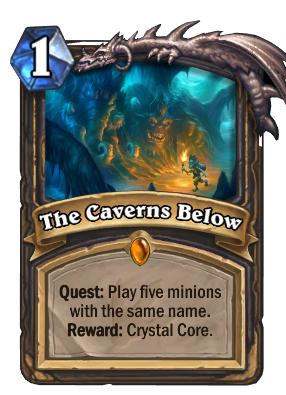 1
The Caverns Below
Quest: Play five minions
with the same name.
Reward: Crystal Core.